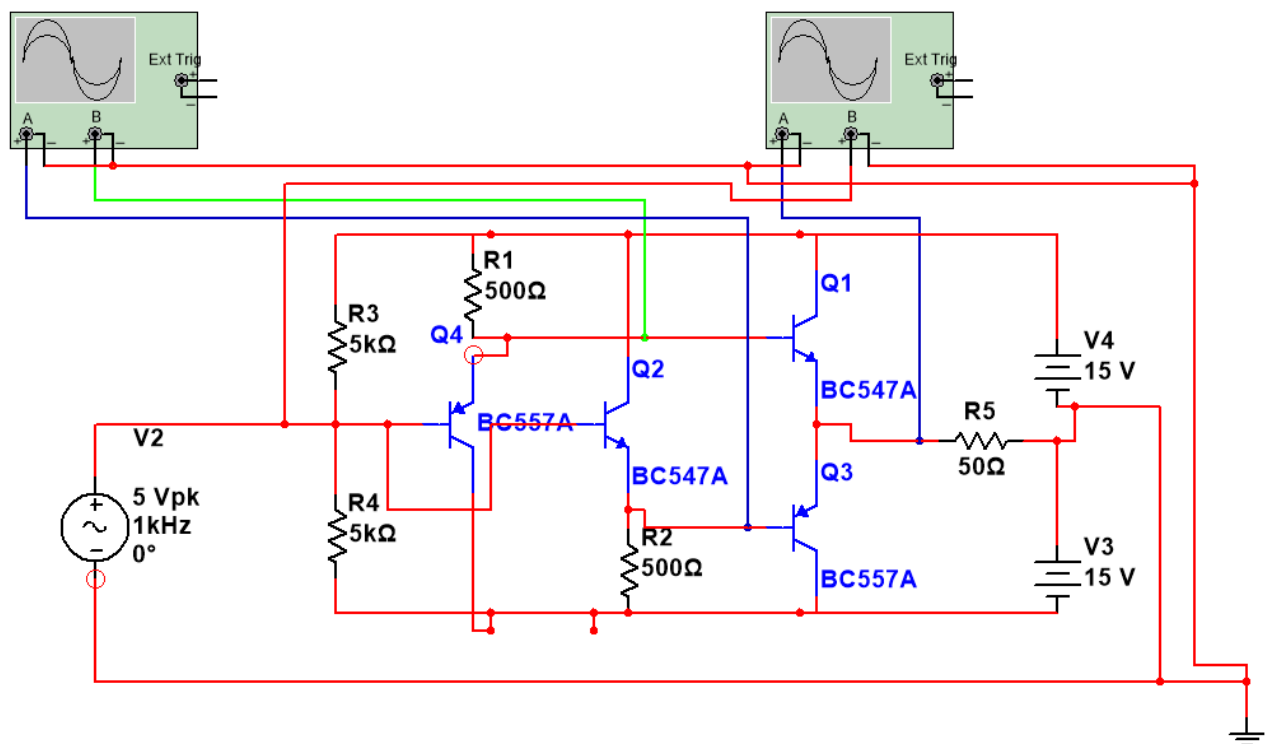 Ext Trig
+
−
A
B
+
−
+
−
Ext Trig
+
−
A
B
+
−
+
−
R1
500Ω
Q1
R3
5kΩ
Q4
V4
15 V
Q2
BC547A
R5
V2
BC557A
50Ω
Q3
BC547A
5 Vpk
1kHz
0°
R4
5kΩ
R2
500Ω
V3
15 V
BC557A